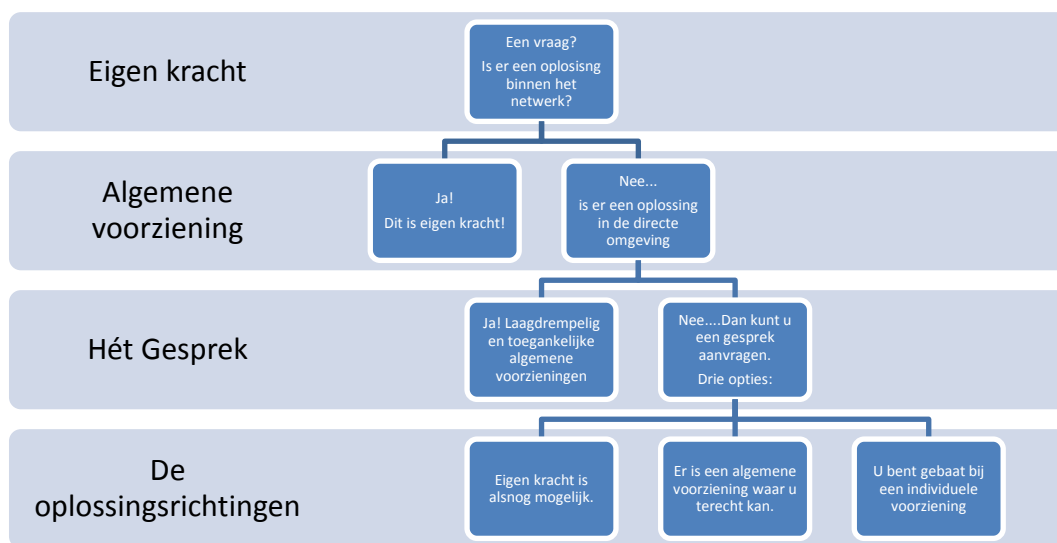 Eigen kracht
Een vraag?
Is er een oplosisng
binnen het
netwerk?
Algemene
voorziening
Ja!
Dit is eigen kracht!
Nee...
is er een oplossing
in de directe
omgeving
Hét Gesprek
Ja! Laagdrempelig
en toegankelijke
algemene
voorzieningen
Nee....Dan kunt u
een gesprek
aanvragen.
Drie opties:
De
oplossingsrichtingen
Eigen kracht is
alsnog mogelijk.
Er is een algemene
voorziening waar u
terecht kan.
U bent gebaat bij
een individuele
voorziening